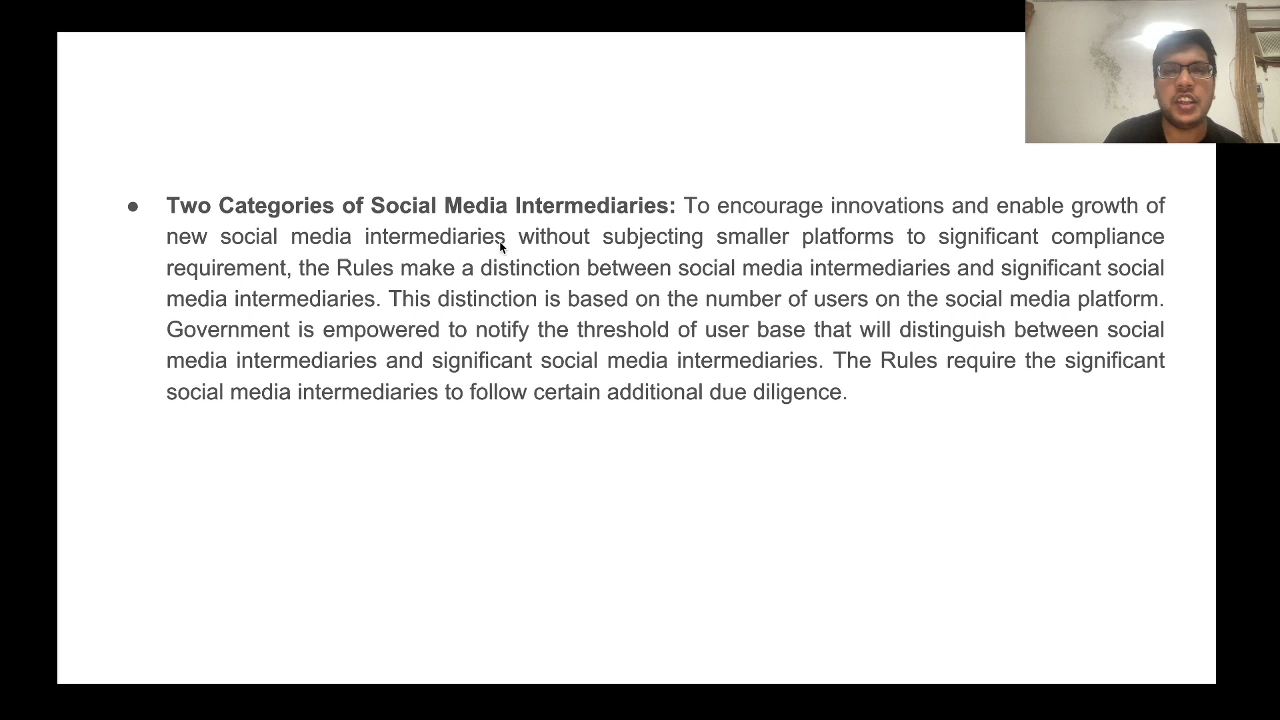 ● Two Categories of Social Media Intermediaries: To encourage innovations and enable growth of
new social media intermediaries without subjecting smaller platforms to significant compliance
requirement, the Rules make a distinction between social media intermediaries and significant social
media intermediaries. This distinction is based on the number of users on the social media platform.
Government is empowered to notify the threshold of user base that will distinguish between social
media intermediaries and significant social media intermediaries. The Rules require the significant
social media intermediaries to follow certain additional due diligence.